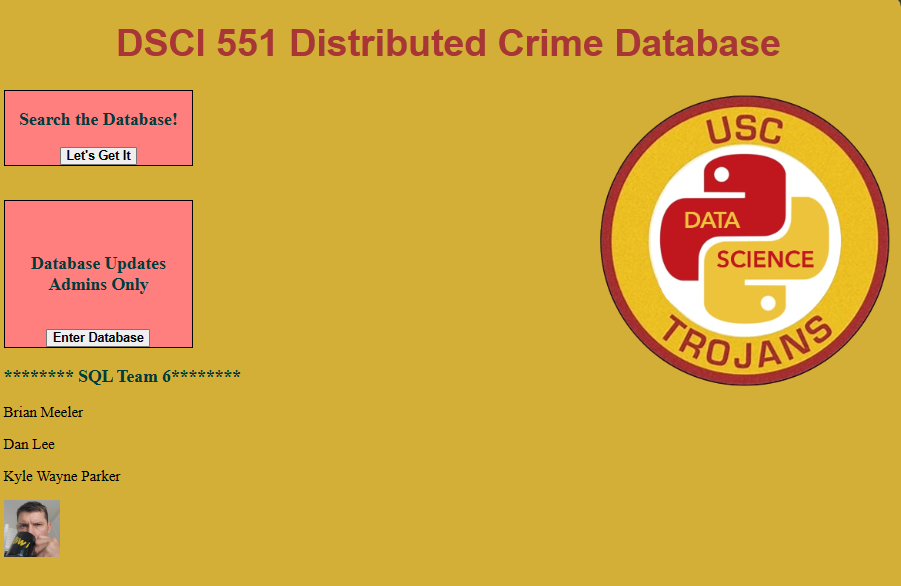 DSCI 551 Distributed Crime Database
Search the Database!
Let's Get It
Database Updates
Admins Only
Enter Database
******** SQL Team 6********
Brian Meeler
Dan Lee
Kyle Wayne Parker
USC
DATA
SCIENCE
TROJANS